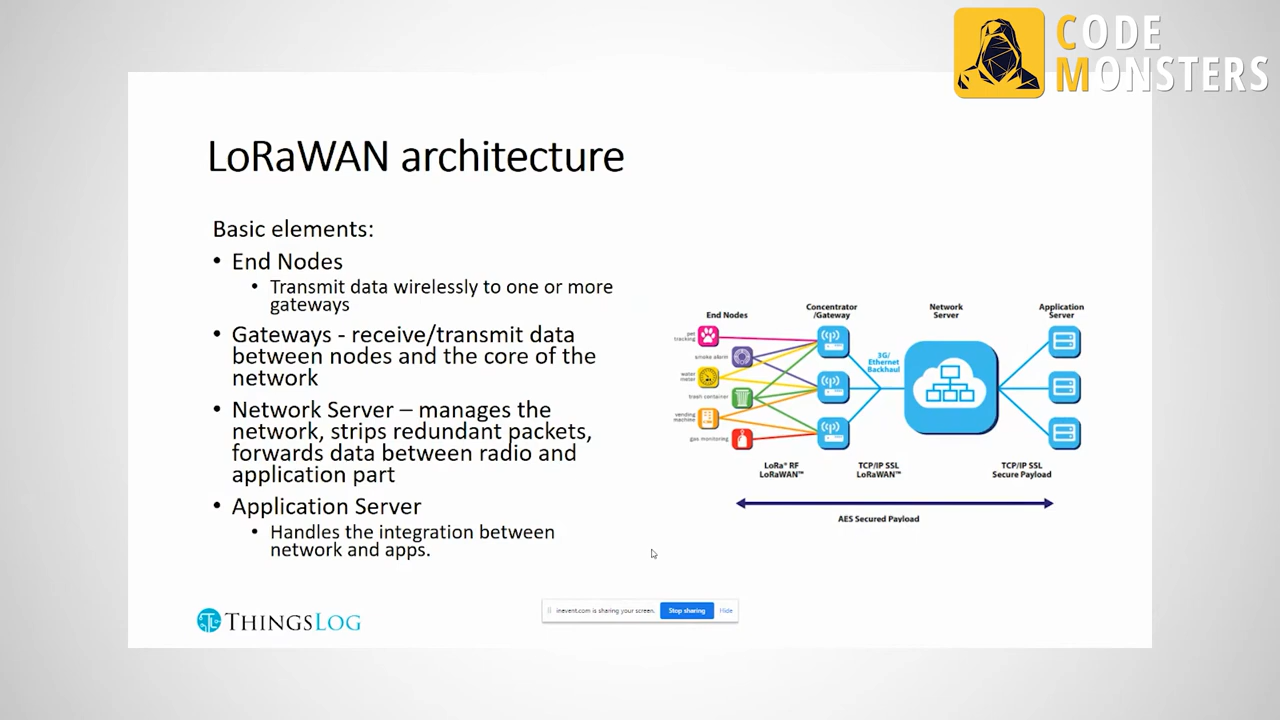 CODE
MONSTERS
LoRaWAN architecture
Basic elements:
• End Nodes
• Transmit data wirelessly to one or more
gateways
• Gateways - receive/transmit data
between nodes and the core of the
network
• Network Server – manages the
network, strips redundant packets,
forwards data between radio and
application part
• Application Server
• Handles the integration between
network and apps.
End Nodes
Concentrator
/Gateway
Network
Server
Application
Server
pet
tracking
smoke alarm
water
meter
trash container
vending
machine
gas monitoring
3G/
Ethernet
Backhaul
LoRa® RF
LoRaWAN™
TCP/IP SSL
LoRaWAN™
TCP/IP SSL
Secure Payload
AES Secured Payload
THINGSLOG
inevent.com is sharing your screen.
Stop sharing
Hide